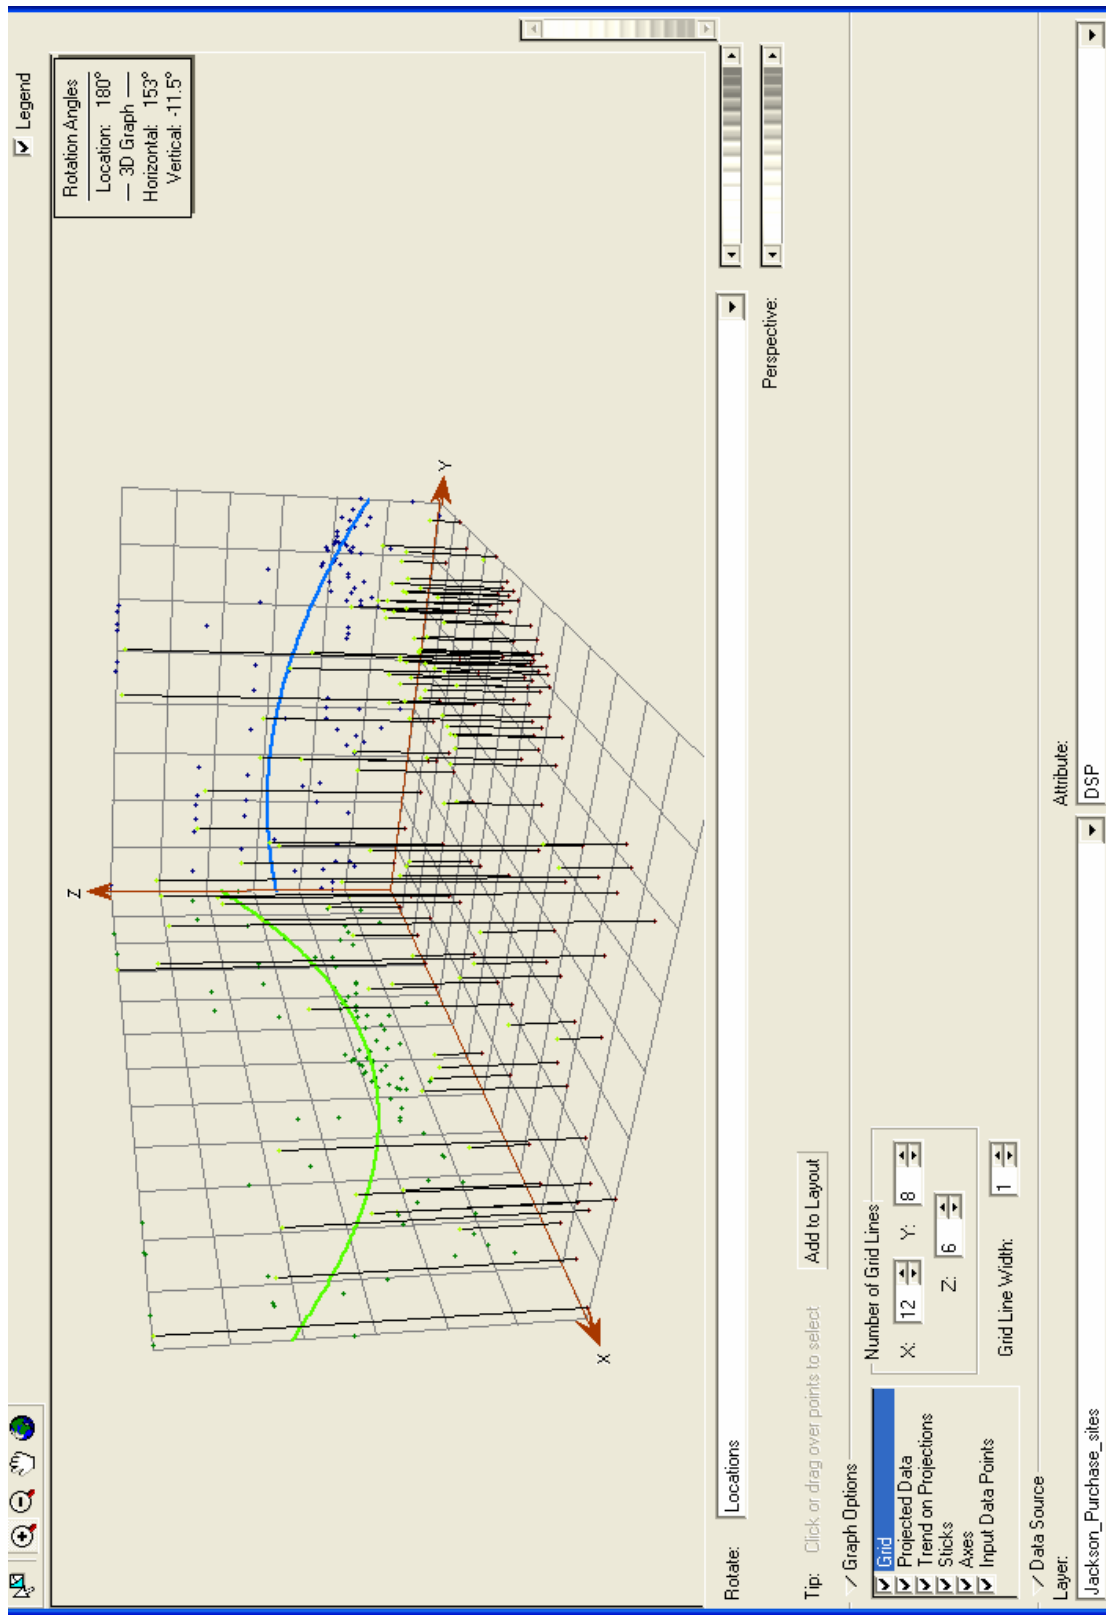 Legend
Rotation Angles
Location: 180°
3D Graph
Horizontal: 153°
Vertical: -11.5°
Z
Y
X
Rotate: Locations
Perspective:
Tip: Click or drag over points to select
Add to Layout
Graph Options
Grid
Projected Data
Trend on Projections
Sticks
Axes
Input Data Points
Number of Grid Lines
X: 12 Y: 8
Z: 6
Grid Line Width: 1
Data Source
Layer: Attribute:
Jackson_Purchase_sites DSP